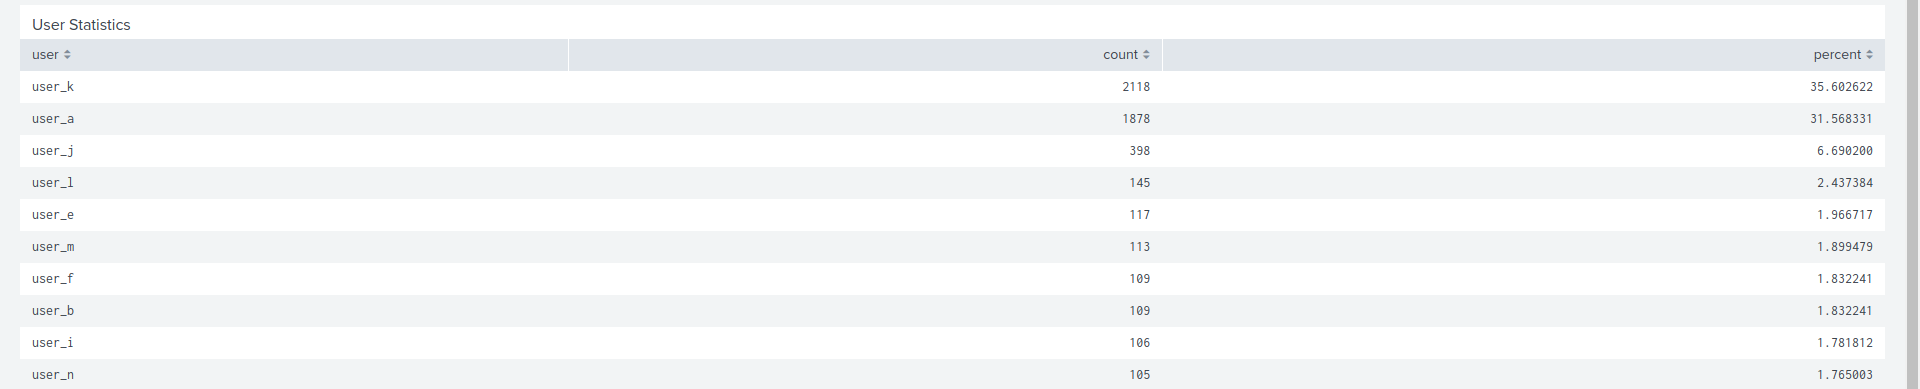 User Statistics
user count percent
user_k 2118 35.602622
user_a 1878 31.568331
user_j 398 6.690200
user_l 145 2.437384
user_e 117 1.966717
user_m 113 1.899479
user_f 109 1.832241
user_b 109 1.832241
user_i 106 1.781812
user_n 105 1.765003